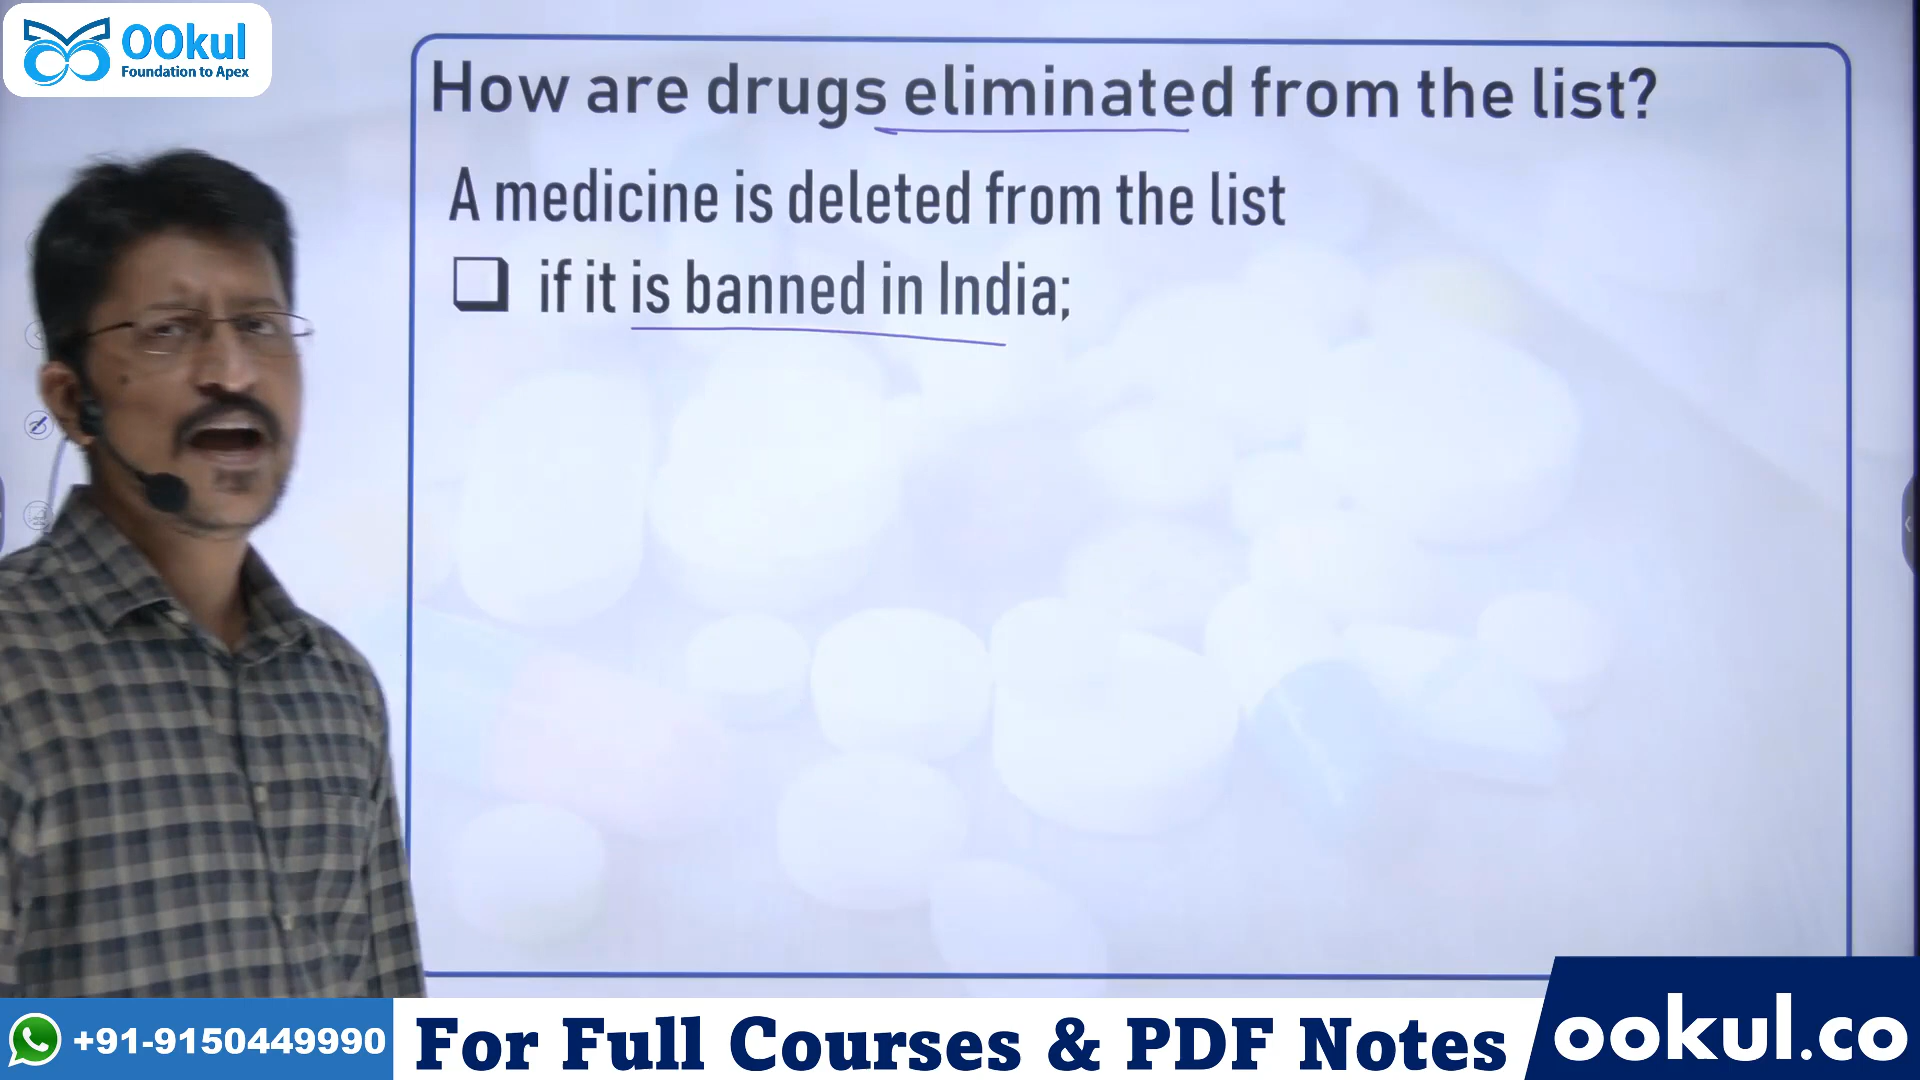 OOkul
Foundation to Apex
How are drugs eliminated from the list?
A medicine is deleted from the list
if it is banned in India;
+91-9150449990
For Full Courses & PDF Notes
ookul.co